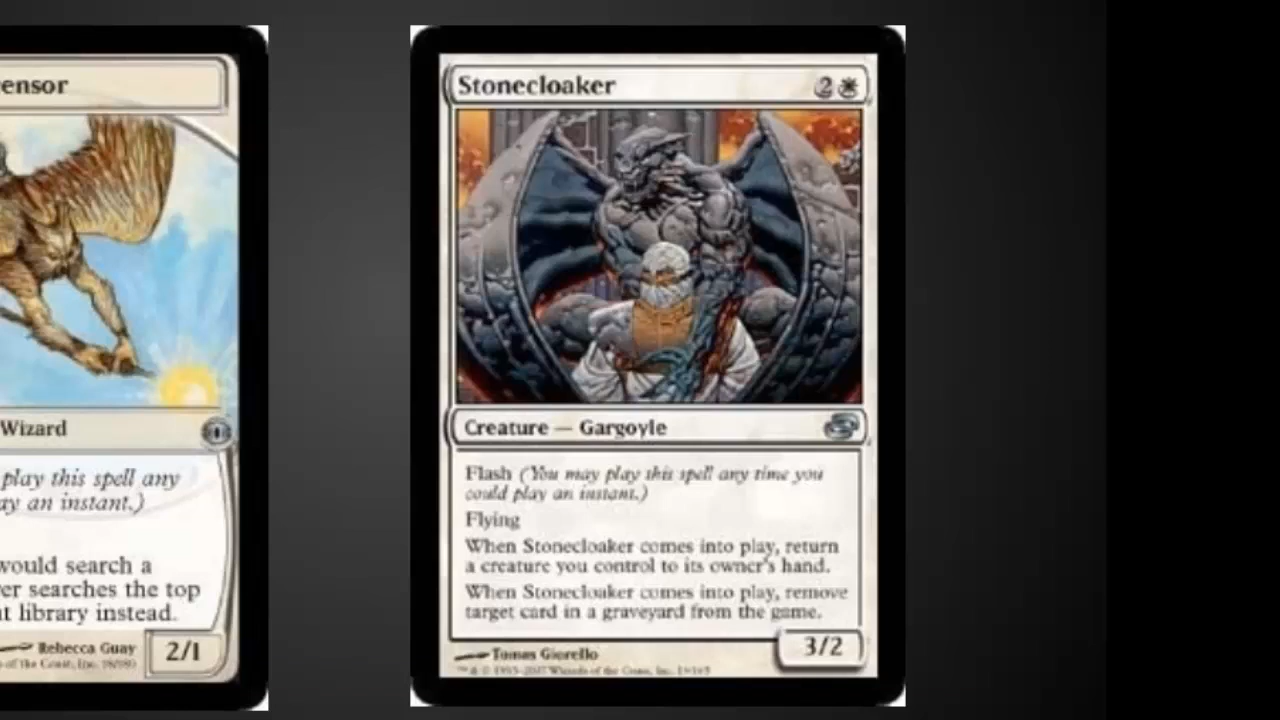 ensor
Wizard
play this spell any
ay an instant.)
would search a
er searches the top
t library instead.
Rebecca Guay
2/1
Stonecloaker
2
Creature — Gargoyle
Flash (You may play this spell any time you
could play an instant.)
Flying
When Stonecloaker comes into play, return
a creature you control to its owner's hand.
When Stonecloaker comes into play, remove
target card in a graveyard from the game.
3/2
Tomas Giorello